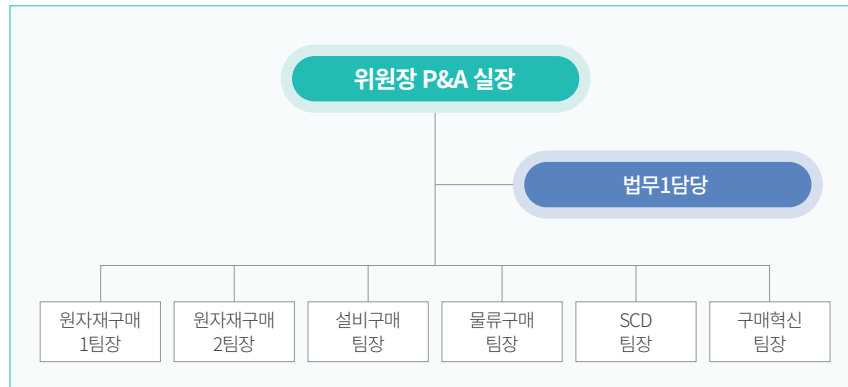 위원장 P&A 실장
법무1담당
원자재구매
1팀장
원자재구매
2팀장
설비구매
팀장
물류구매
팀장
SCD
팀장
구매혁신
팀장